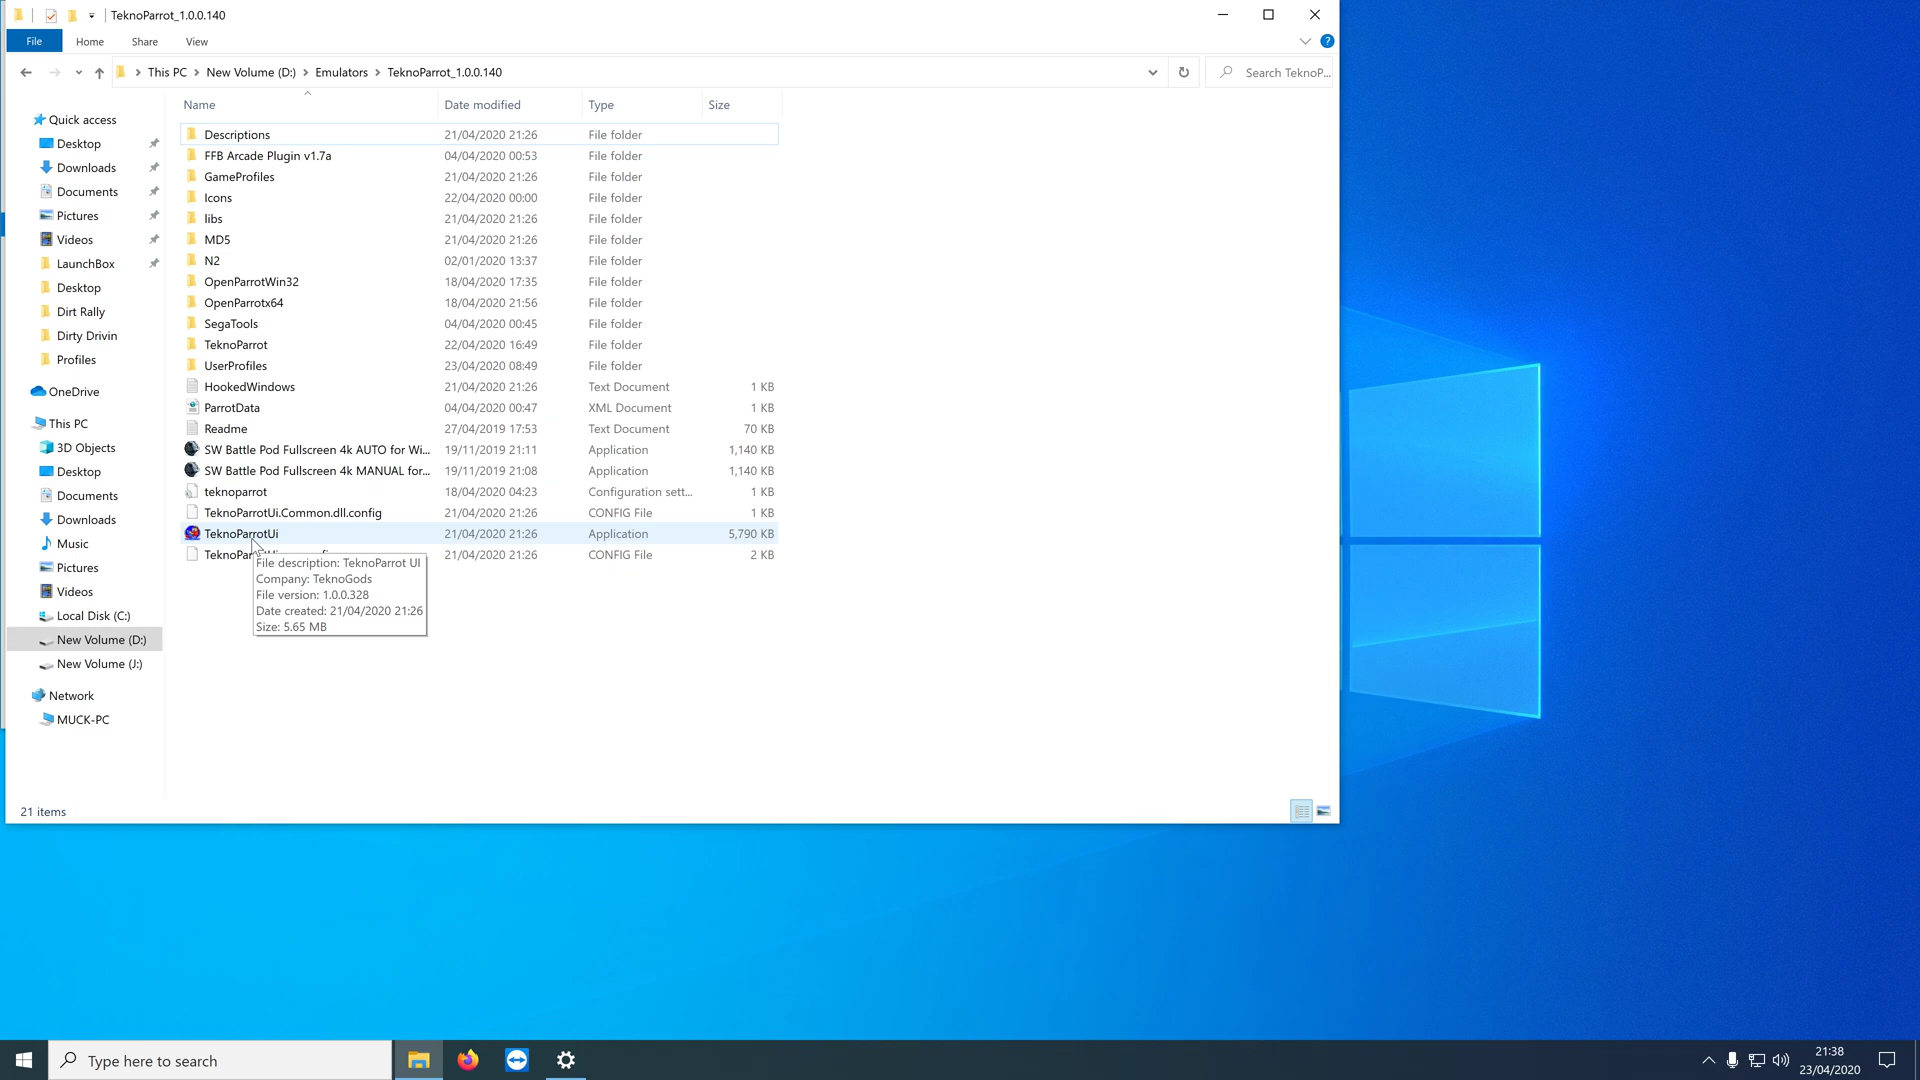 TeknoParrot_1.0.0.140
File Home Share View
This PC New Volume (D:) Emulators TeknoParrot_1.0.0.140 Search TeknoP...
Name Date modified Type Size
Quick access
Desktop
Downloads
Documents
Pictures
Videos
LaunchBox
Desktop
Dirt Rally
Dirty Drivin
Profiles
OneDrive
This PC
3D Objects
Desktop
Documents
Downloads
Music
Pictures
Videos
Local Disk (C:)
New Volume (D:)
New Volume (J:)
Network
MUCK-PC
Descriptions 21/04/2020 21:26 File folder
FFB Arcade Plugin v1.7a 04/04/2020 00:53 File folder
GameProfiles 21/04/2020 21:26 File folder
Icons 22/04/2020 00:00 File folder
libs 21/04/2020 21:26 File folder
MD5 21/04/2020 21:26 File folder
N2 02/01/2020 13:37 File folder
OpenParrotWin32 18/04/2020 17:35 File folder
OpenParrotx64 18/04/2020 21:56 File folder
SegaTools 04/04/2020 00:45 File folder
TeknoParrot 22/04/2020 16:49 File folder
UserProfiles 23/04/2020 08:49 File folder
HookedWindows 21/04/2020 21:26 Text Document 1 KB
ParrotData 04/04/2020 00:47 XML Document 1 KB
Readme 27/04/2019 17:53 Text Document 70 KB
SW Battle Pod Fullscreen 4k AUTO for Wi... 19/11/2019 21:11 Application 1,140 KB
SW Battle Pod Fullscreen 4k MANUAL for... 19/11/2019 21:08 Application 1,140 KB
teknoparrot 18/04/2020 04:23 Configuration sett... 1 KB
TeknoParrotUi.Common.dll.config 21/04/2020 21:26 CONFIG File 1 KB
TeknoParrotUi 21/04/2020 21:26 Application 5,790 KB
21/04/2020 21:26 CONFIG File 2 KB
File description: TeknoParrot UI
Company: TeknoGods
File version: 1.0.0.328
Date created: 21/04/2020 21:26
Size: 5.65 MB
21 items
Type here to search
21:38
23/04/2020